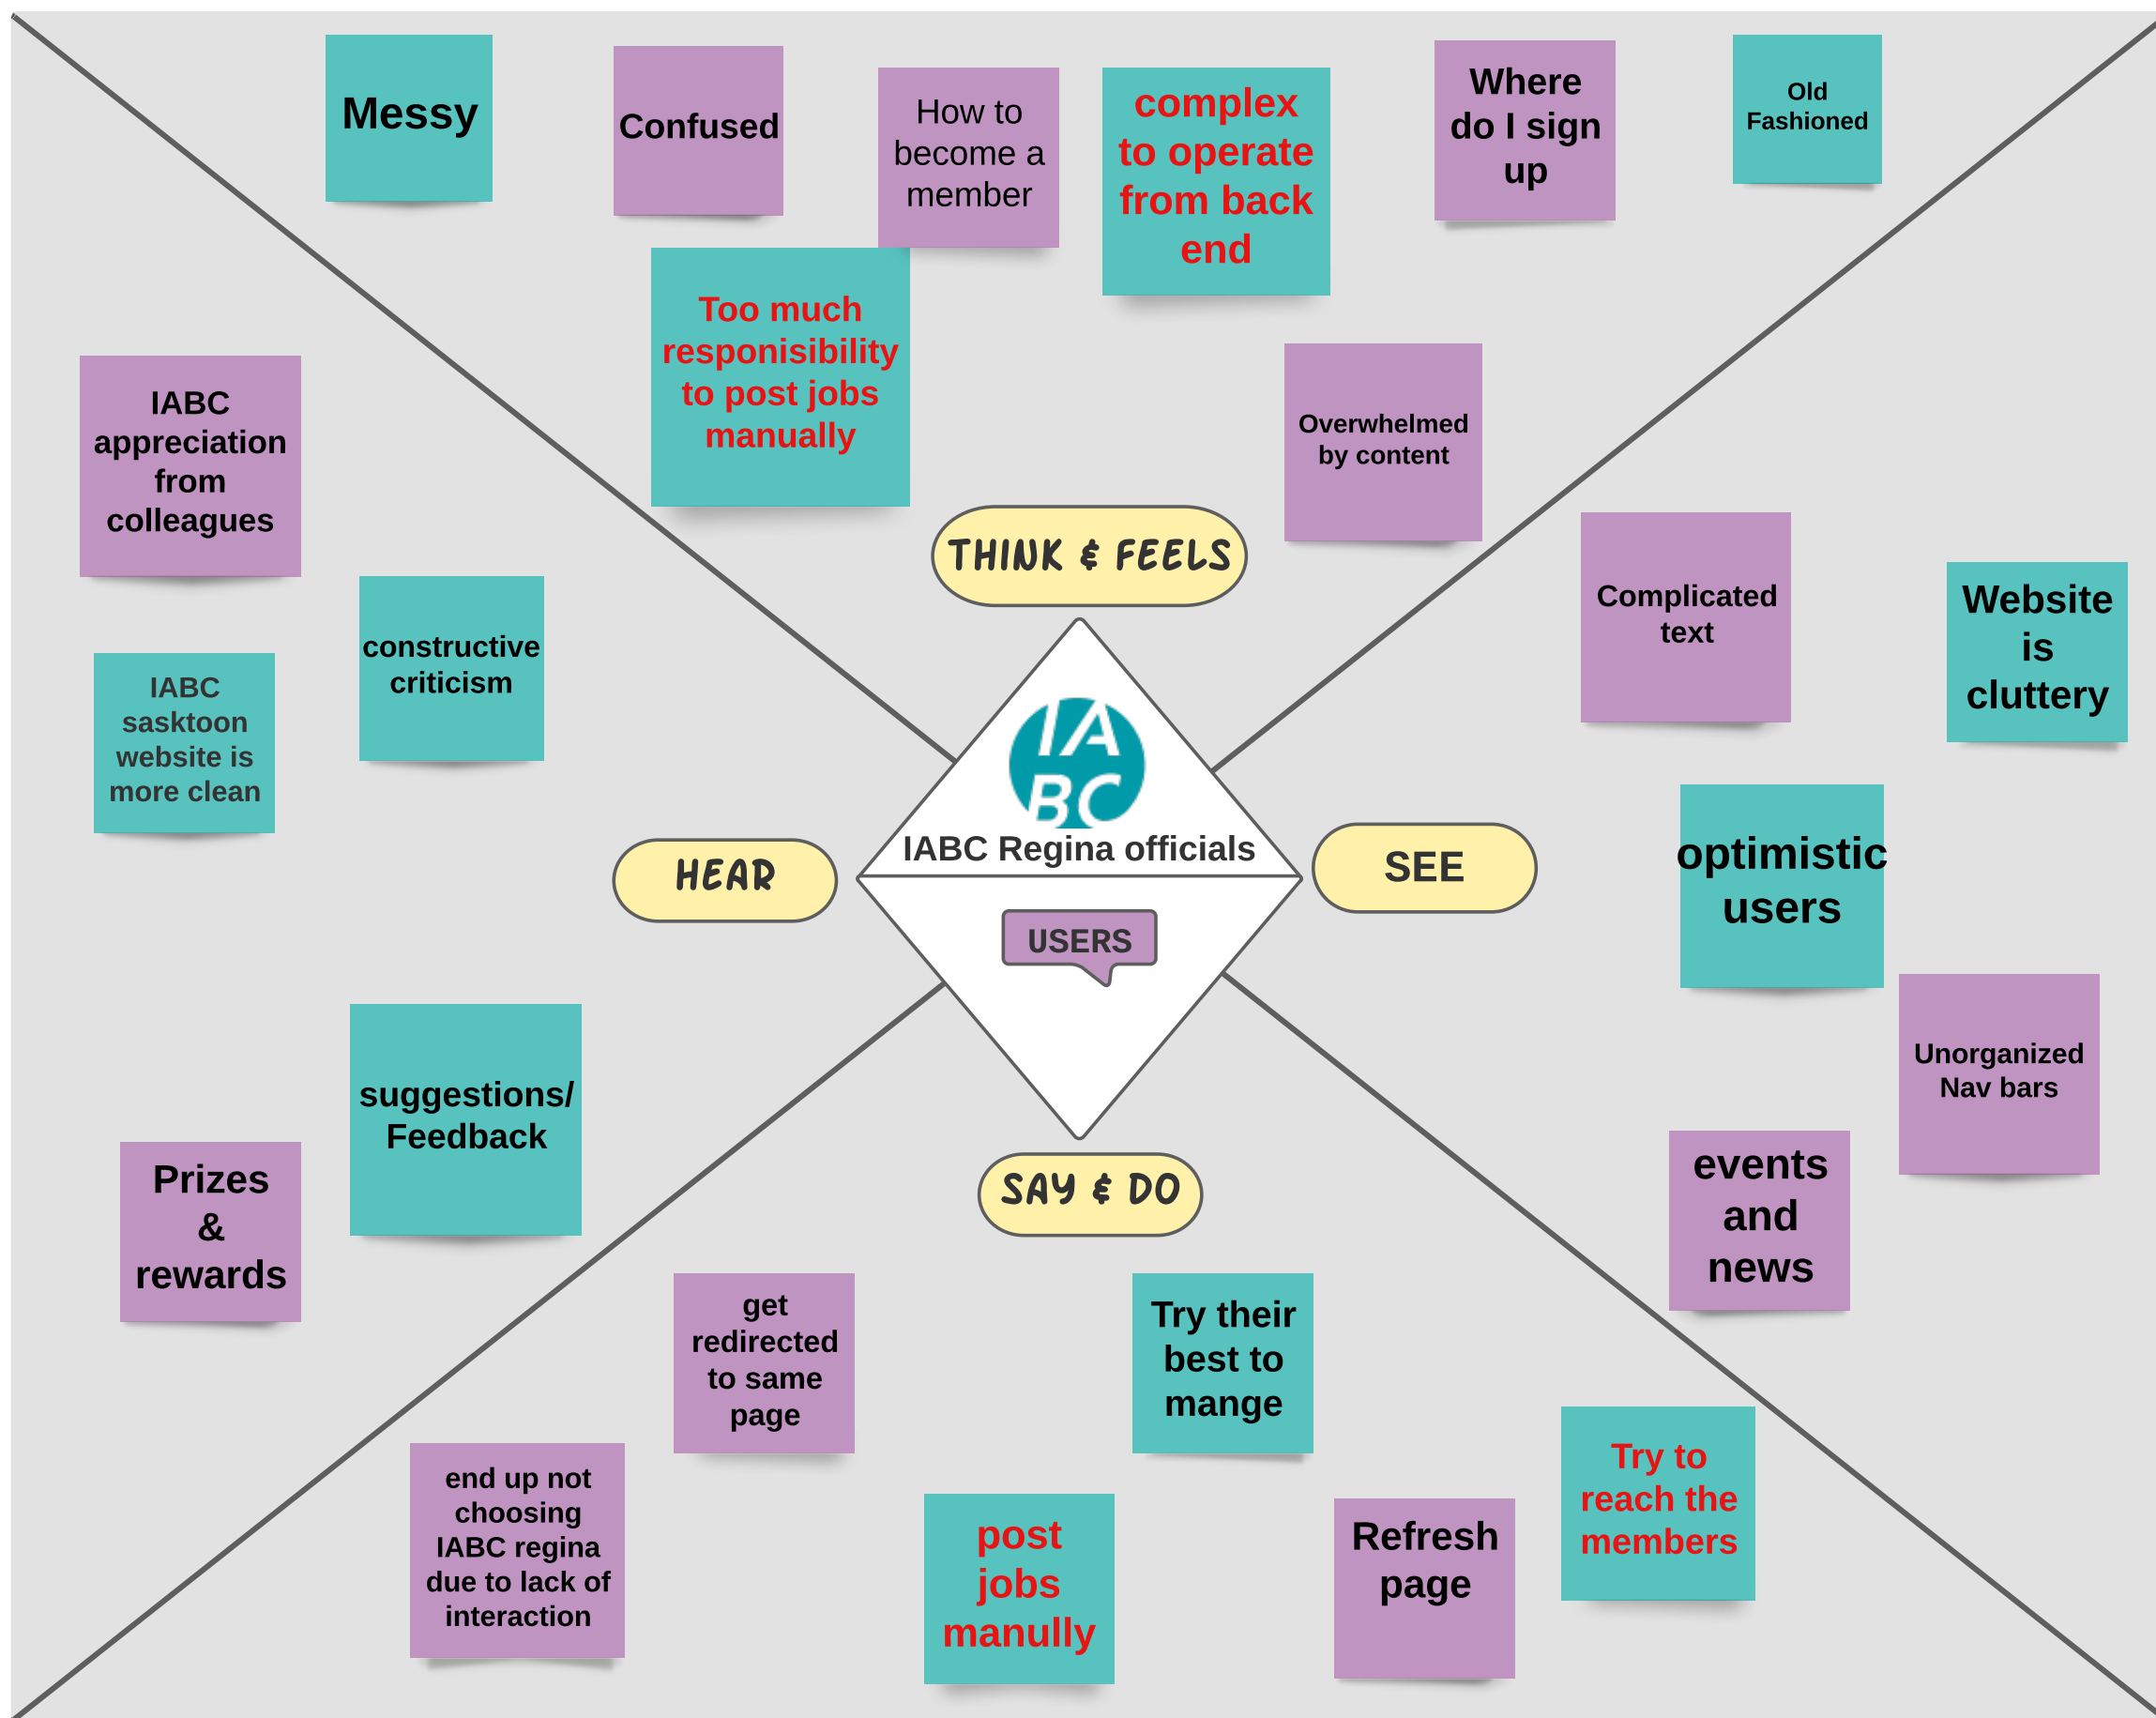 Messy
Confused
How to
become a
member
complex
to operate
from back
end
Where
do I sign
up
Old
Fashioned
Too much
responisibility
to post jobs
manually
Overwhelmed
by content
THINK & FEELS
IABC
appreciation
from
colleagues
constructive
criticism
IABC
sasktoon
website is
more clean
HEAR
suggestions/
Feedback
Prizes
&
rewards
IA
BC
IABC Regina officials
USERS
SEE
Complicated
text
Website
is
cluttery
optimistic
users
Unorganized
Nav bars
events
and
news
SAY & DO
get
redirected
to same
page
Try their
best to
mange
end up not
choosing
IABC regina
due to lack of
interaction
post
jobs
manully
Refresh
page
Try to
reach the
members